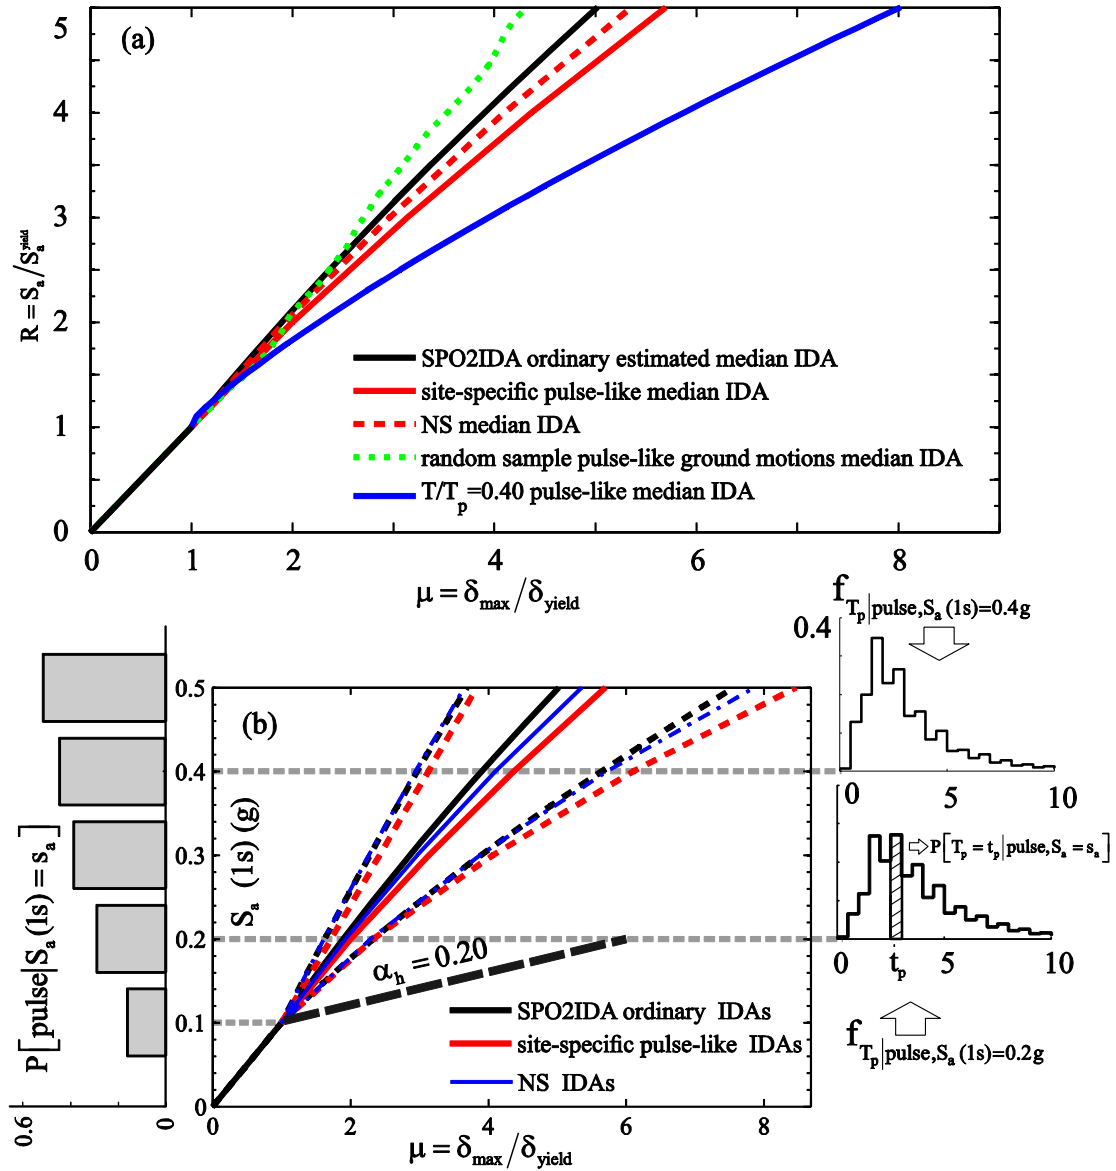 (a)
5
4
3
2
1
0
R = Sa/Sa^yield
SPO2IDA ordinary estimated median IDA
site-specific pulse-like median IDA
NS median IDA
random sample pulse-like ground motions median IDA
T/Tp=0.40 pulse-like median IDA
0 1 2 4 6 8
μ = δmax/δyield
fTp|pulse,Sa(1s)=0.4g
0.4
0 5 10
(b)
0.5
0.4
0.3
0.2
0.1
0
Sa (1s) (g)
αh = 0.20
SPO2IDA ordinary IDAs
site-specific pulse-like IDAs
NS IDAs
0 2 4 6 8
μ = δmax/δyield
P[pulse|Sa(1s) = sa]
0.6 0
P[Tp = tp|pulse, Sa = sa]
0 tp 5 10
fTp|pulse,Sa(1s)=0.2g